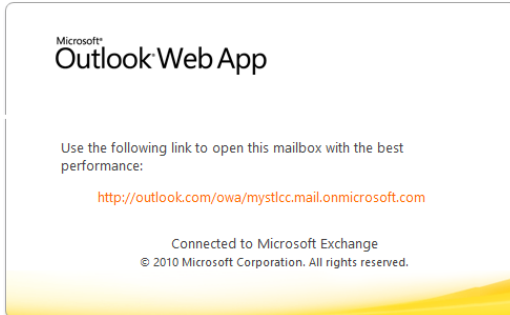 Microsoft®
Outlook Web App
Use the following link to open this mailbox with the best
performance:
http://outlook.com/owa/mystlcc.mail.onmicrosoft.com
Connected to Microsoft Exchange
© 2010 Microsoft Corporation. All rights reserved.